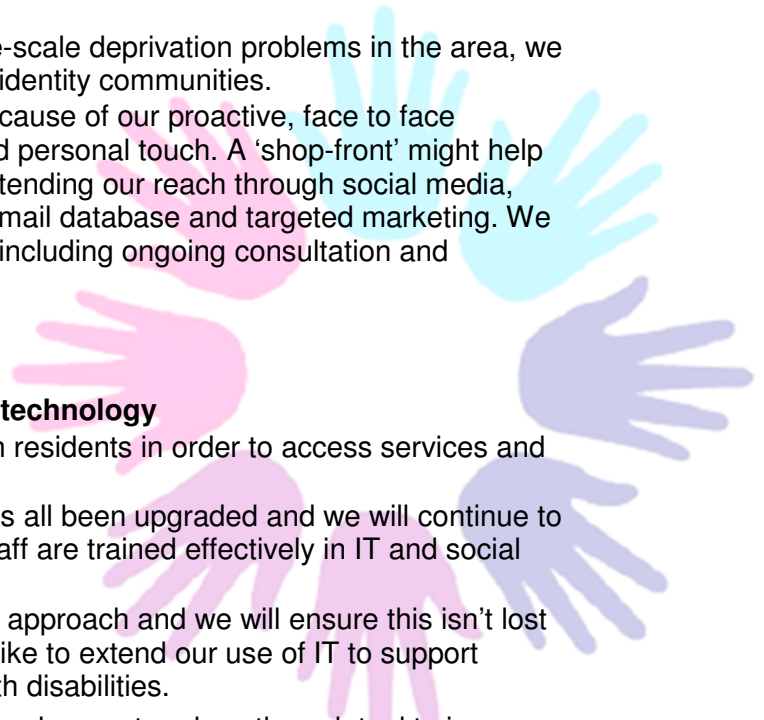 -scale deprivation problems in the area, we
identity communities.
cause of our proactive, face to face
d personal touch. A ‘shop-front’ might help
tending our reach through social media,
mail database and targeted marketing. We
including ongoing consultation and
technology
residents in order to access services and
s all been upgraded and we will continue to
aff are trained effectively in IT and social
approach and we will ensure this isn’t lost
ike to extend our use of IT to support
th disabilities.